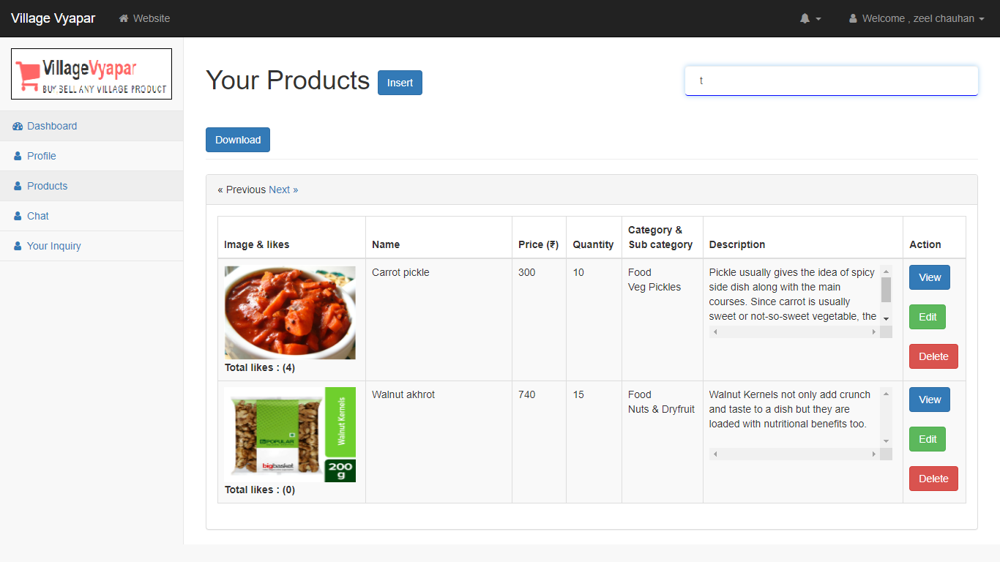 Village Vyapar
Website
Welcome , zeel chauhan
VillageVyapar
BUY SELL ANY VILLAGE PRODUCT
Dashboard
Profile
Products
Chat
Your Inquiry
Your Products
Insert
t
Download
« Previous Next »
Image & likes
Name
Price (₹)
Quantity
Category &
Sub category
Description
Action
Total likes : (4)
Carrot pickle
300
10
Food
Veg Pickles
Pickle usually gives the idea of spicy
side dish along with the main
courses. Since carrot is usually
sweet or not-so-sweet vegetable, the
View
Edit
Delete
POPULAR
bigbasket
Walnut Kernels
200
g
Total likes : (0)
Walnut akhrot
740
15
Food
Nuts & Dryfruit
Walnut Kernels not only add crunch
and taste to a dish but they are
loaded with nutritional benefits too.
View
Edit
Delete